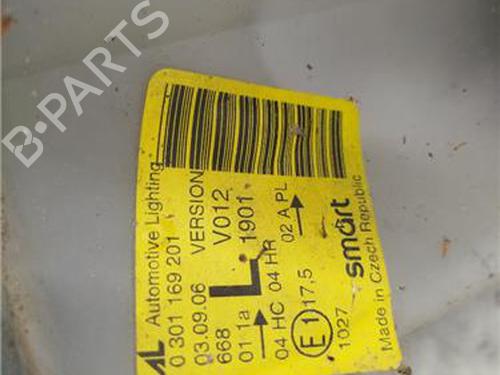 B-PARTS
AL Automotive Lighting
0 301 169 201
03.09.06 VERSION
668 V012
L 1901
01 1a
04 HC 04 HR 02 A PL
E1 17,5
1027 smart
Made in Czech Republic